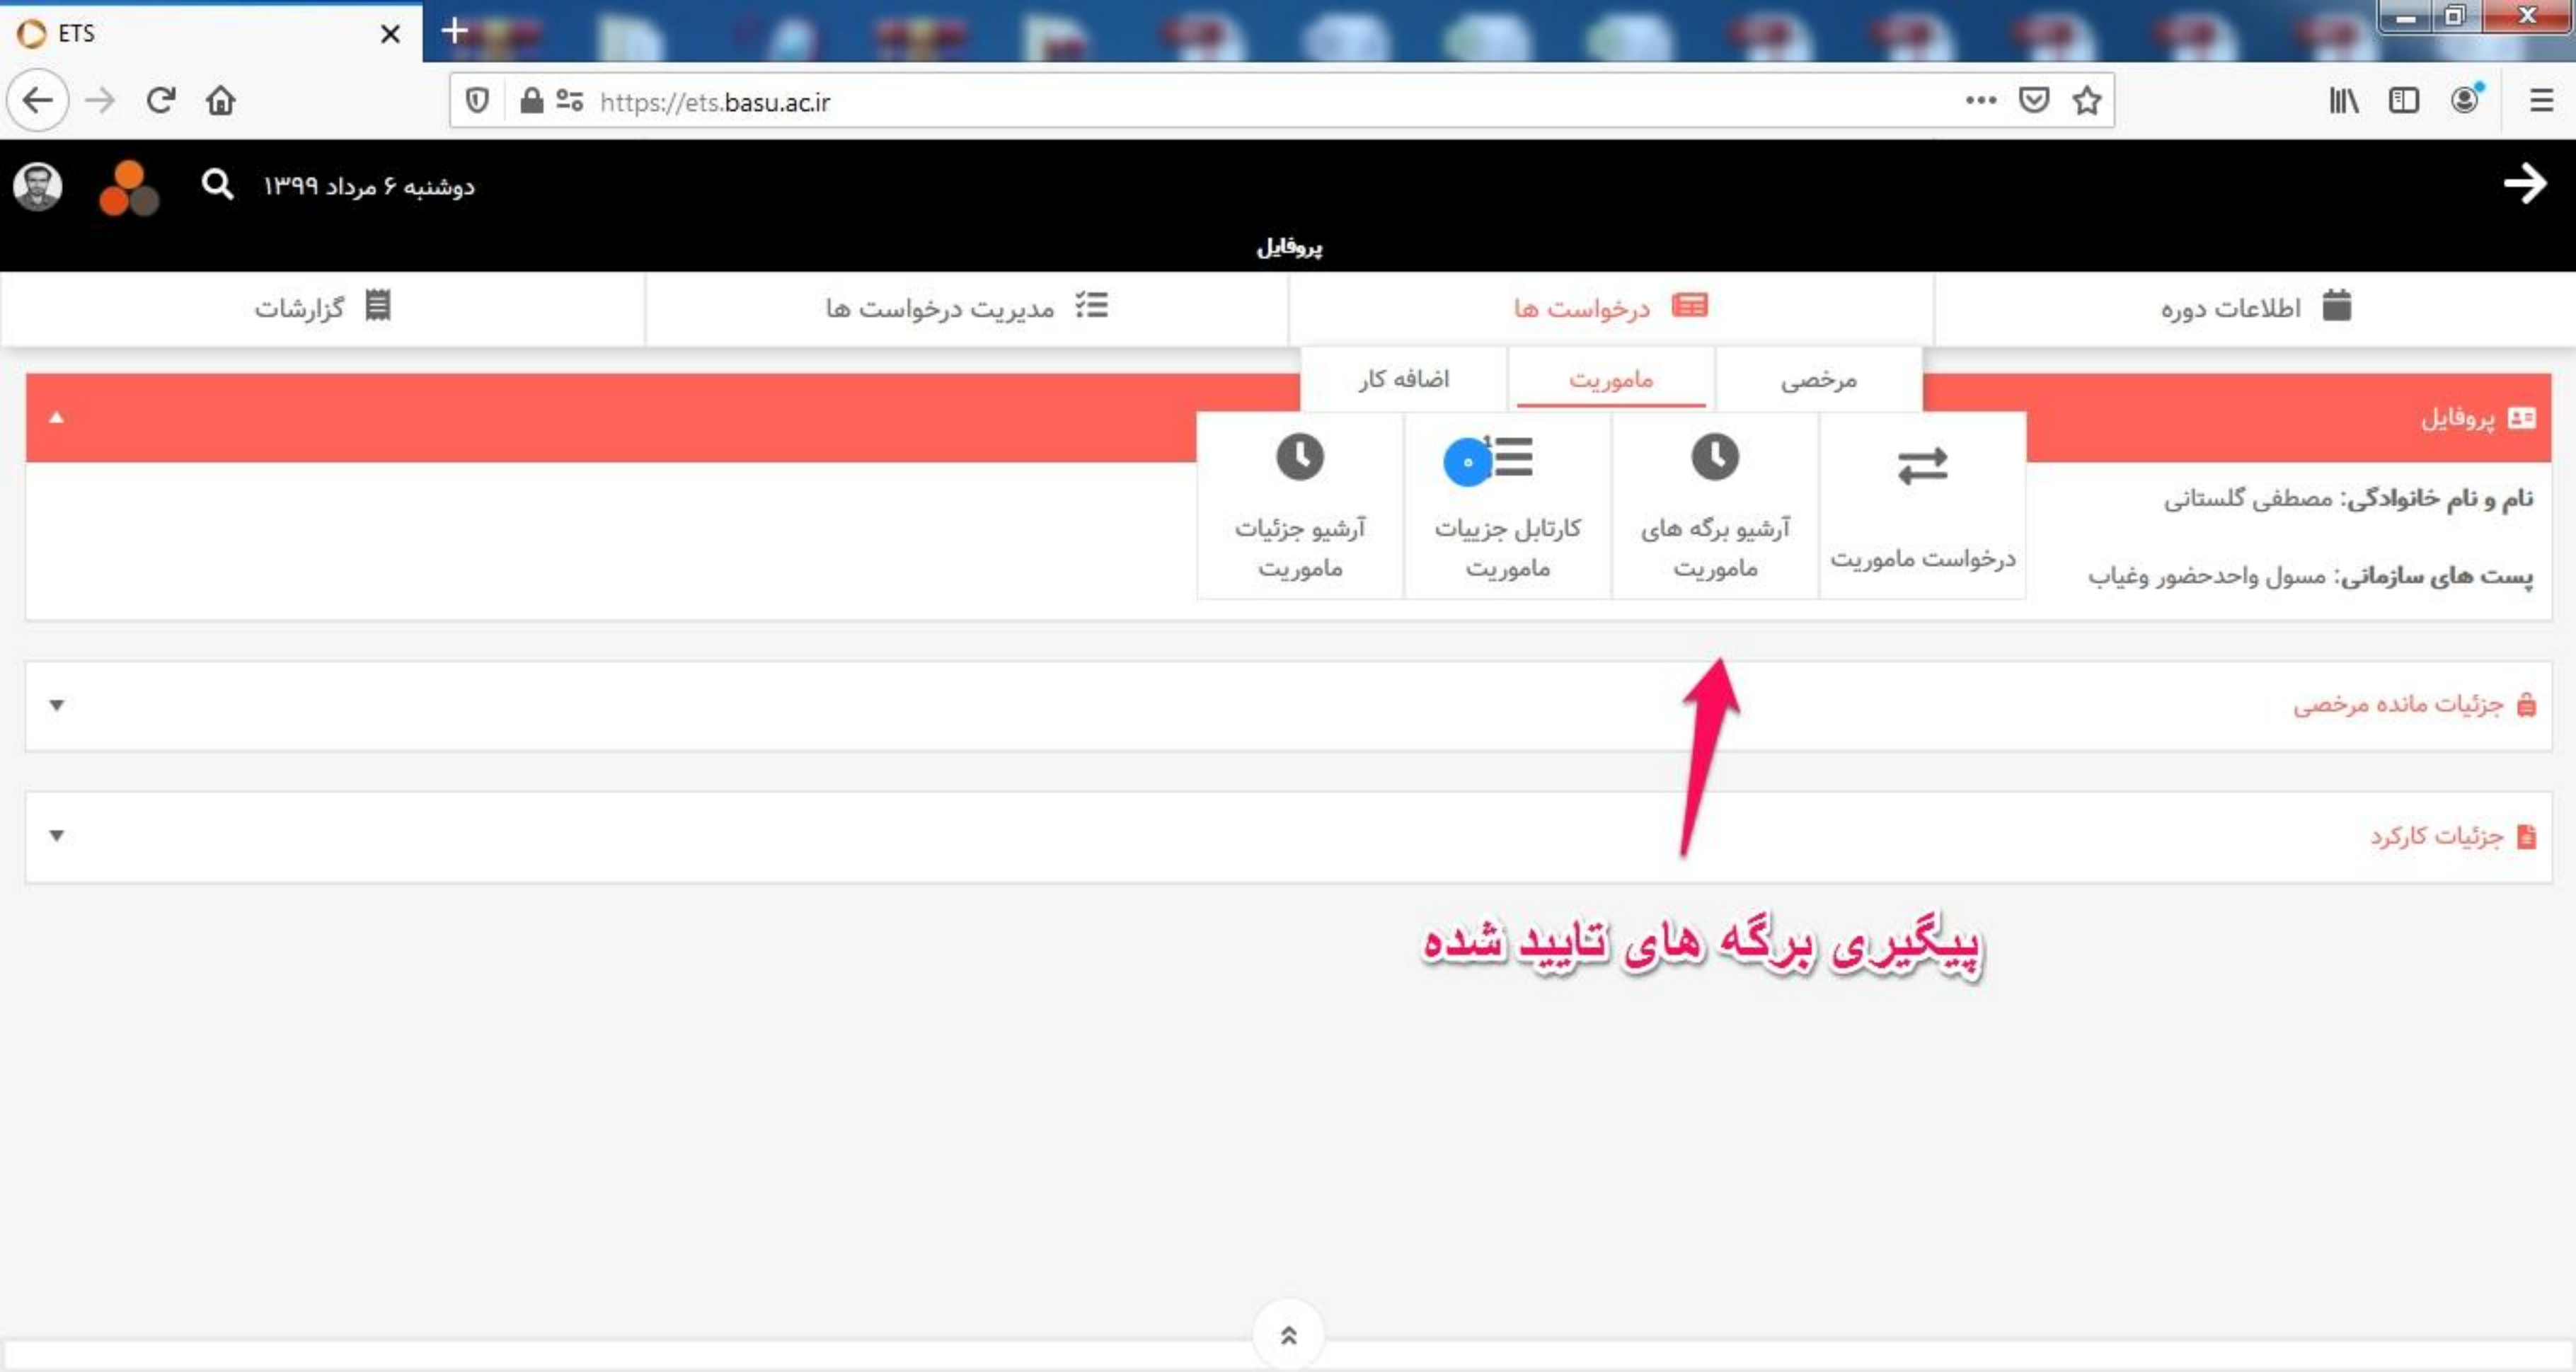 ETS
https://ets.basu.ac.ir
دوشنبه ۶ مرداد ۱۳۹۹
پروفایل
اطلاعات دوره
درخواست ها
مدیریت درخواست ها
گزارشات
مرخصی
ماموریت
اضافه کار
پروفایل
درخواست ماموریت
آرشیو برگه های
ماموریت
کارتابل جزییات
ماموریت
آرشیو جزئیات
ماموریت
نام و نام خانوادگی: مصطفی گلستانی
پست های سازمانی: مسول واحدحضور وغیاب
جزئیات مانده مرخصی
جزئیات کارکرد
پیگیری برگه های تایید شده